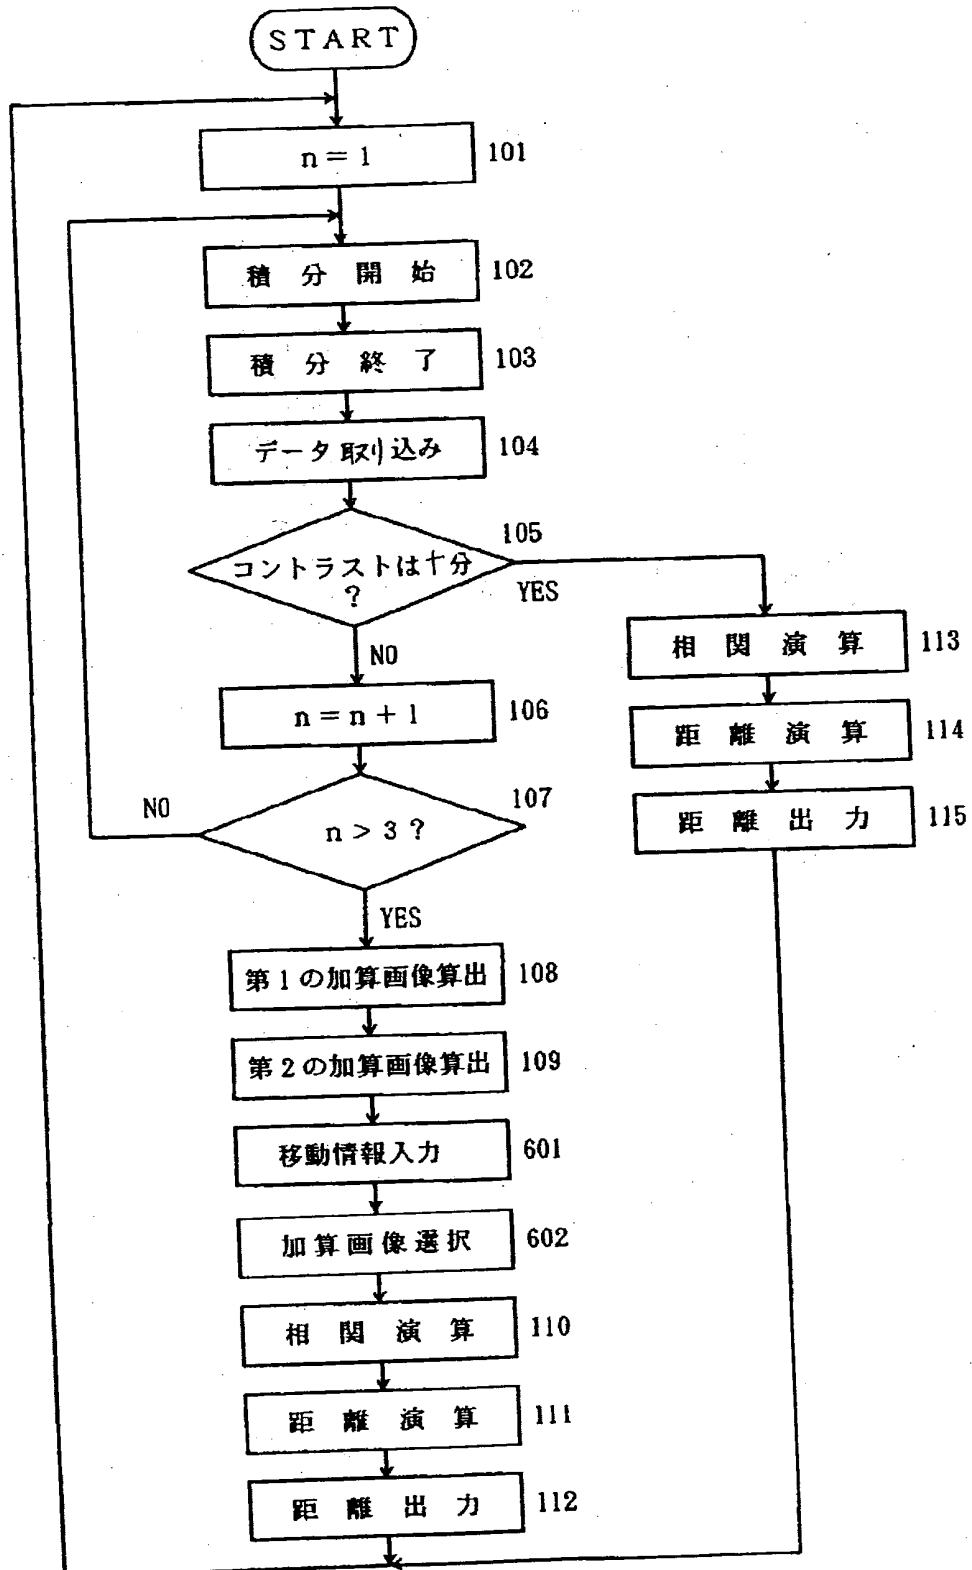 START
n=1
101
積分開始
102
積分終了
103
データ取り込み
104
105
コントラストは十分
?
YES
NO
n=n+1
106
107
n>3?
NO
YES
第1の加算画像算出
108
第2の加算画像算出
109
移動情報入力
601
加算画像選択
602
相関演算
110
距離演算
111
距離出力
112
相関演算
113
距離演算
114
距離出力
115